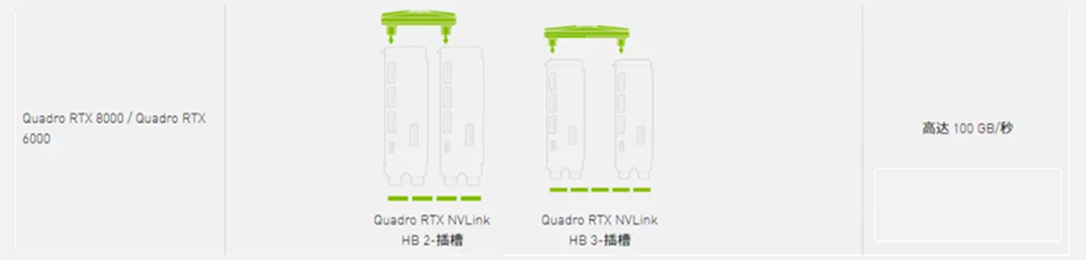 Quadro RTX 8000 / Quadro RTX
6000
Quadro RTX NVLink
HB 2-插槽
Quadro RTX NVLink
HB 3-插槽
高达 100 GB/秒